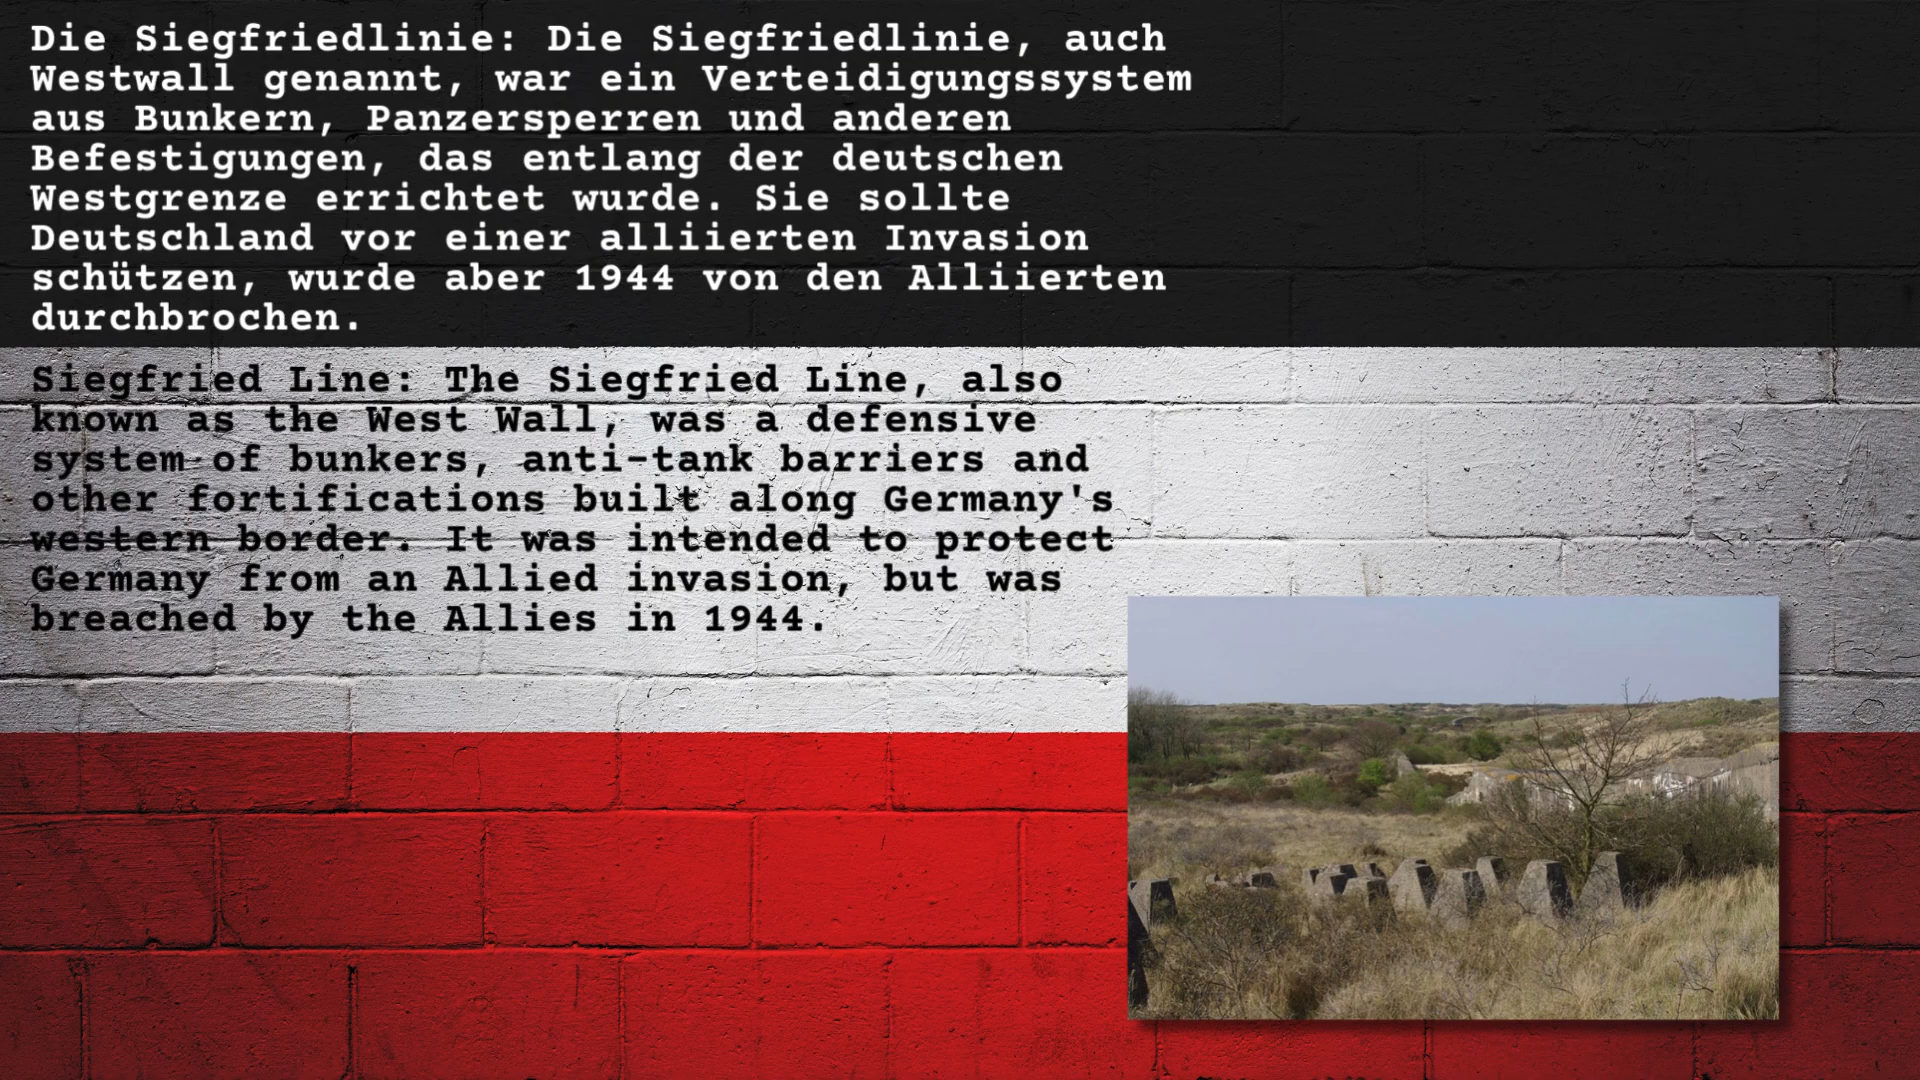 Die Siegfriedlinie: Die Siegfriedlinie, auch
Westwall genannt, war ein Verteidigungssystem
aus Bunkern, Panzersperren und anderen
Befestigungen, das entlang der deutschen
Westgrenze errichtet wurde. Sie sollte
Deutschland vor einer alliierten Invasion
schützen, wurde aber 1944 von den Alliierten
durchbrochen.
Siegfried Line: The Siegfried Line, also
known as the West Wall, was a defensive
system of bunkers, anti-tank barriers and
other fortifications built along Germany's
western border. It was intended to protect
Germany from an Allied invasion, but was
breached by the Allies in 1944.